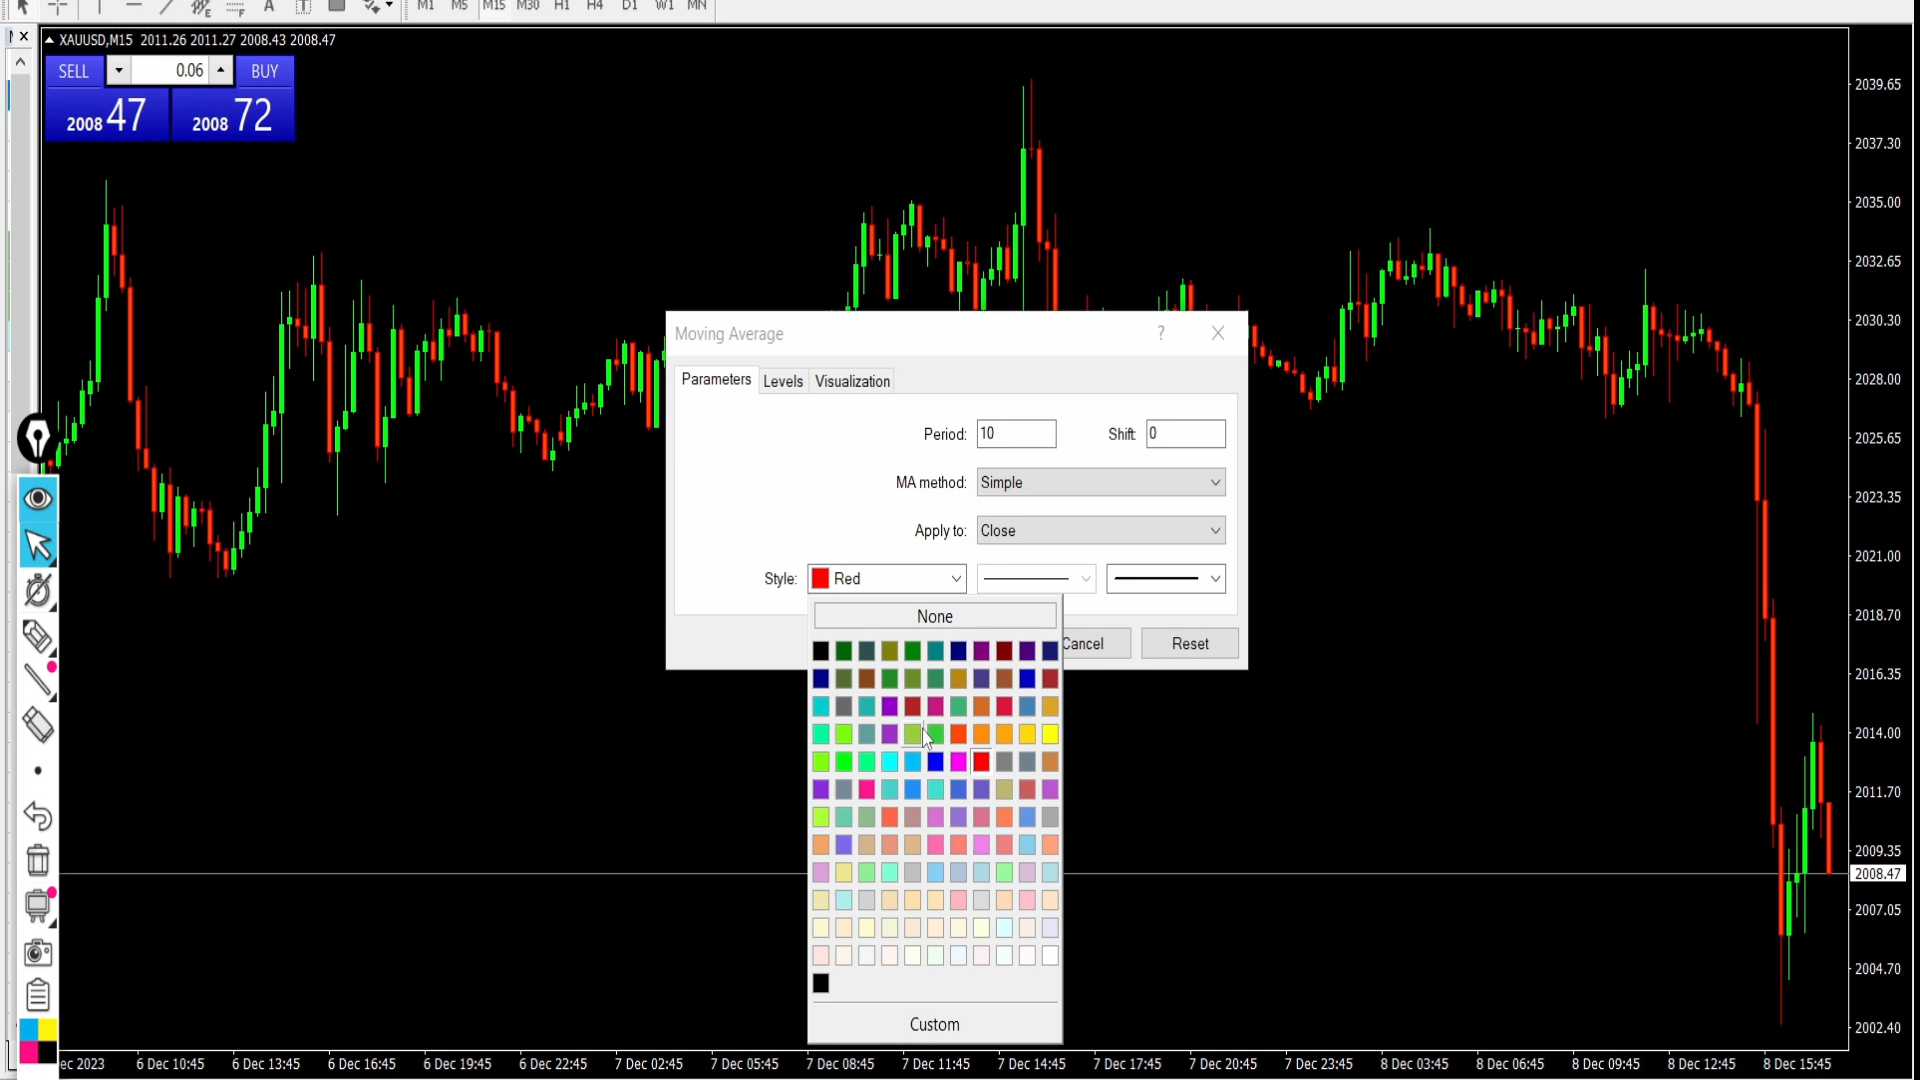 M1 M5 M15 M30 H1 H4 D1 W1 MN
XAUUSD,M15 2011.26 2011.27 2008.43 2008.47
SELL 0.06 BUY
2008 47 2008 72
2039.65
2037.30
2035.00
2032.65
2030.30
2028.00
2025.65
2023.35
2021.00
2018.70
2016.35
2014.00
2011.70
2009.35
2008.47
2007.05
2004.70
2002.40
Moving Average ?
Parameters Levels Visualization
Period: 10 Shift: 0
MA method: Simple
Apply to: Close
Style: Red
None
Cancel Reset
Custom
ec 2023 6 Dec 10:45 6 Dec 13:45 6 Dec 16:45 6 Dec 19:45 6 Dec 22:45 7 Dec 02:45 7 Dec 05:45 7 Dec 08:45 7 Dec 11:45 7 Dec 14:45 7 Dec 17:45 7 Dec 20:45 7 Dec 23:45 8 Dec 03:45 8 Dec 06:45 8 Dec 09:45 8 Dec 12:45 8 Dec 15:45